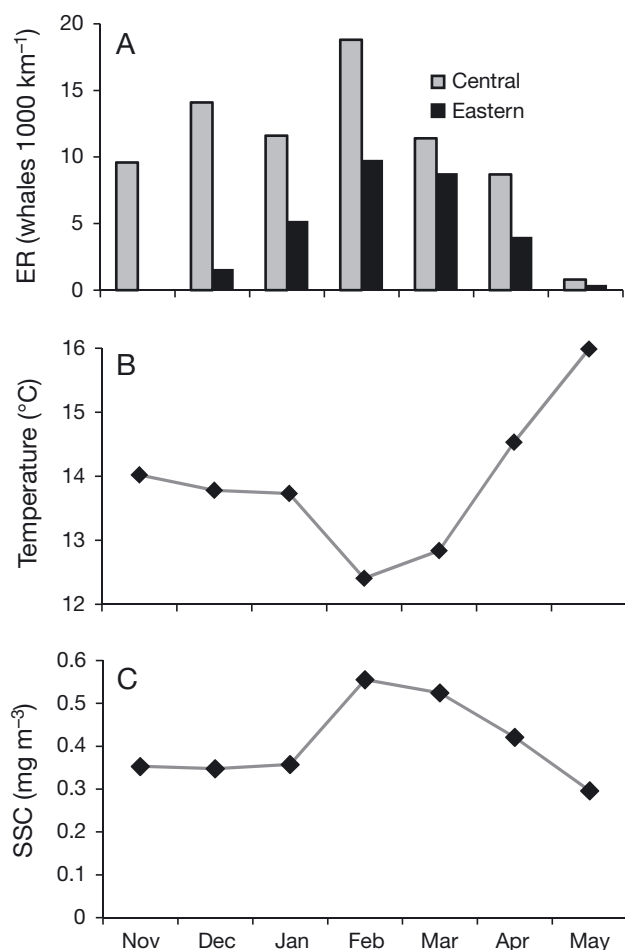 A
ER (whales 1000 km⁻¹)
20
15
10
5
0
Central
Eastern
B
Temperature (°C)
16
15
14
13
12
C
SSC (mg m⁻³)
0.6
0.5
0.4
0.3
0.2
0.1
0
Nov Dec Jan Feb Mar Apr May